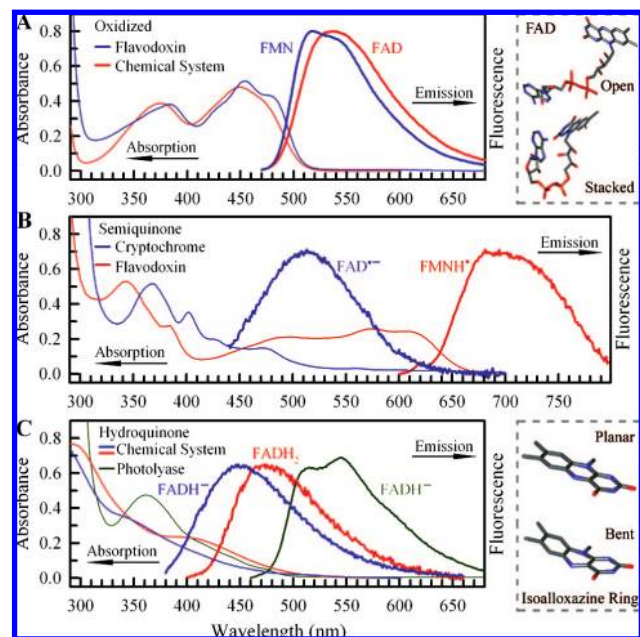 A
Oxidized
Flavodoxin
Chemical System
FMN
FAD
Emission
Absorption
Absorbance
Fluorescence
0.8
0.6
0.4
0.2
0.0
300 350 400 450 500 550 600 650
FAD
Open
Stacked
B
Semiquinone
Cryptochrome
Flavodoxin
FAD•−
FMNH•
Emission
Absorption
Absorbance
Fluorescence
0.8
0.6
0.4
0.2
0.0
300 350 400 450 500 550 600 650 700 750
C
Hydroquinone
Chemical System
Photolyase
FADH−
FADH2
FADH−
Emission
Absorption
Absorbance
Fluorescence
0.8
0.6
0.4
0.2
0.0
300 350 400 450 500 550 600 650
Wavelength (nm)
Planar
Bent
Isoalloxazine Ring